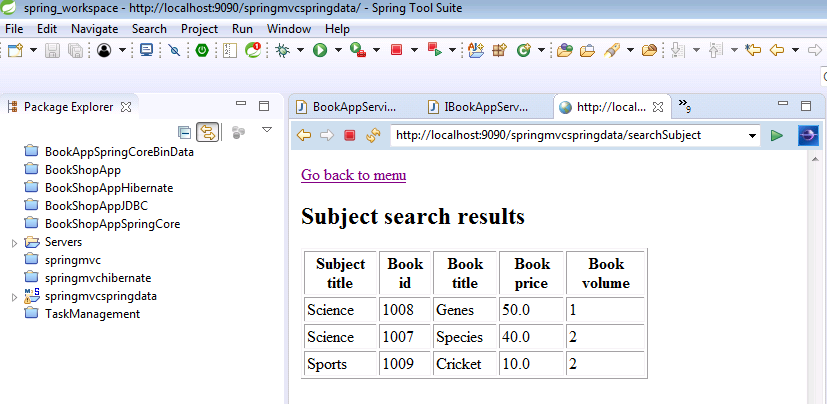 spring_workspace - http://localhost:9090/springmvcspringdata/ - Spring Tool Suite
File Edit Navigate Search Project Run Window Help
Package Explorer
BookAppServi... IBookAppServ... http://local... »9
http://localhost:9090/springmvcspringdata/searchSubject
BookAppSpringCoreBinData
BookShopApp
BookShopAppHibernate
BookShopAppJDBC
BookShopAppSpringCore
Servers
springmvc
springmvchibernate
springmvcspringdata
TaskManagement
Go back to menu
Subject search results
Subject title Book id Book title Book price Book volume
Science 1008 Genes 50.0 1
Science 1007 Species 40.0 2
Sports 1009 Cricket 10.0 2